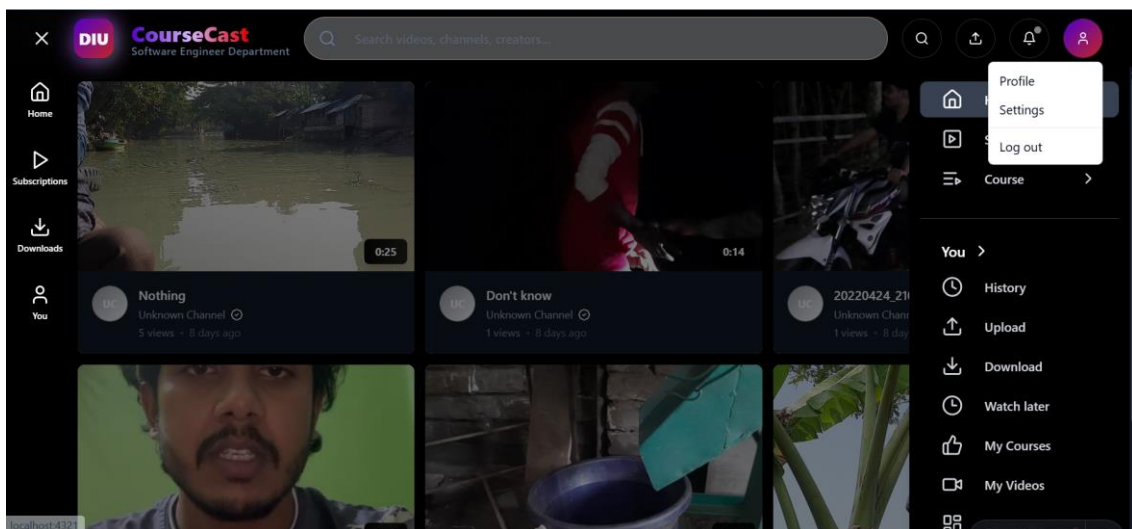 DIU
CourseCast
Software Engineer Department
Search videos, channels, creators...
Profile
Settings
Log out
Home
Subscriptions
Downloads
You
0:25
Nothing
UC
Unknown Channel
5 views • 8 days ago
0:14
Don't know
UC
Unknown Channel
1 views • 8 days ago
20220424_21
UC
Unknown Chann
1 views • 8 day
Course
You
History
Upload
Download
Watch later
My Courses
My Videos
localhost:4321